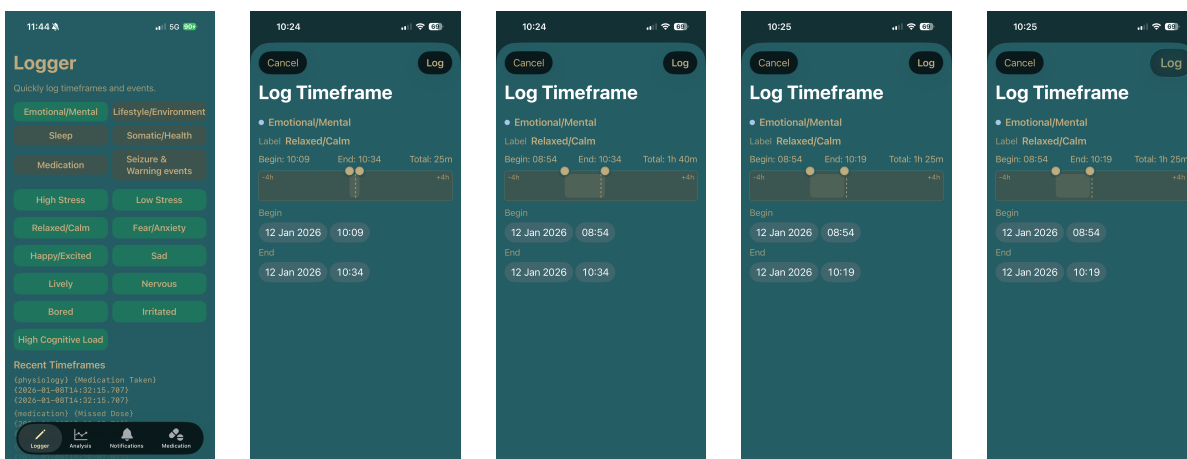 11:44
5G 90+
Logger
Quickly log timeframes and events.
Emotional/Mental
Lifestyle/Environment
Sleep
Somatic/Health
Medication
Seizure &
Warning events
High Stress
Low Stress
Relaxed/Calm
Fear/Anxiety
Happy/Excited
Sad
Lively
Nervous
Bored
Irritated
High Cognitive Load
Recent Timeframes
{physiology} {Medication Taken}
{2026-01-08T14:32:15.707}
{2026-01-08T14:32:15.707}
{medication} {Missed Dose}
Logger
Analysis
Notifications
Medication
10:24
69
Cancel
Log
Log Timeframe
Emotional/Mental
Label Relaxed/Calm
Begin: 10:09 End: 10:34 Total: 25m
-4h +4h
Begin
12 Jan 2026 10:09
End
12 Jan 2026 10:34
10:24
69
Cancel
Log
Log Timeframe
Emotional/Mental
Label Relaxed/Calm
Begin: 08:54 End: 10:34 Total: 1h 40m
-4h +4h
Begin
12 Jan 2026 08:54
End
12 Jan 2026 10:34
10:25
69
Cancel
Log
Log Timeframe
Emotional/Mental
Label Relaxed/Calm
Begin: 08:54 End: 10:19 Total: 1h 25m
-4h +4h
Begin
12 Jan 2026 08:54
End
12 Jan 2026 10:19
10:25
69
Cancel
Log
Log Timeframe
Emotional/Mental
Label Relaxed/Calm
Begin: 08:54 End: 10:19 Total: 1h 25m
-4h +4h
Begin
12 Jan 2026 08:54
End
12 Jan 2026 10:19